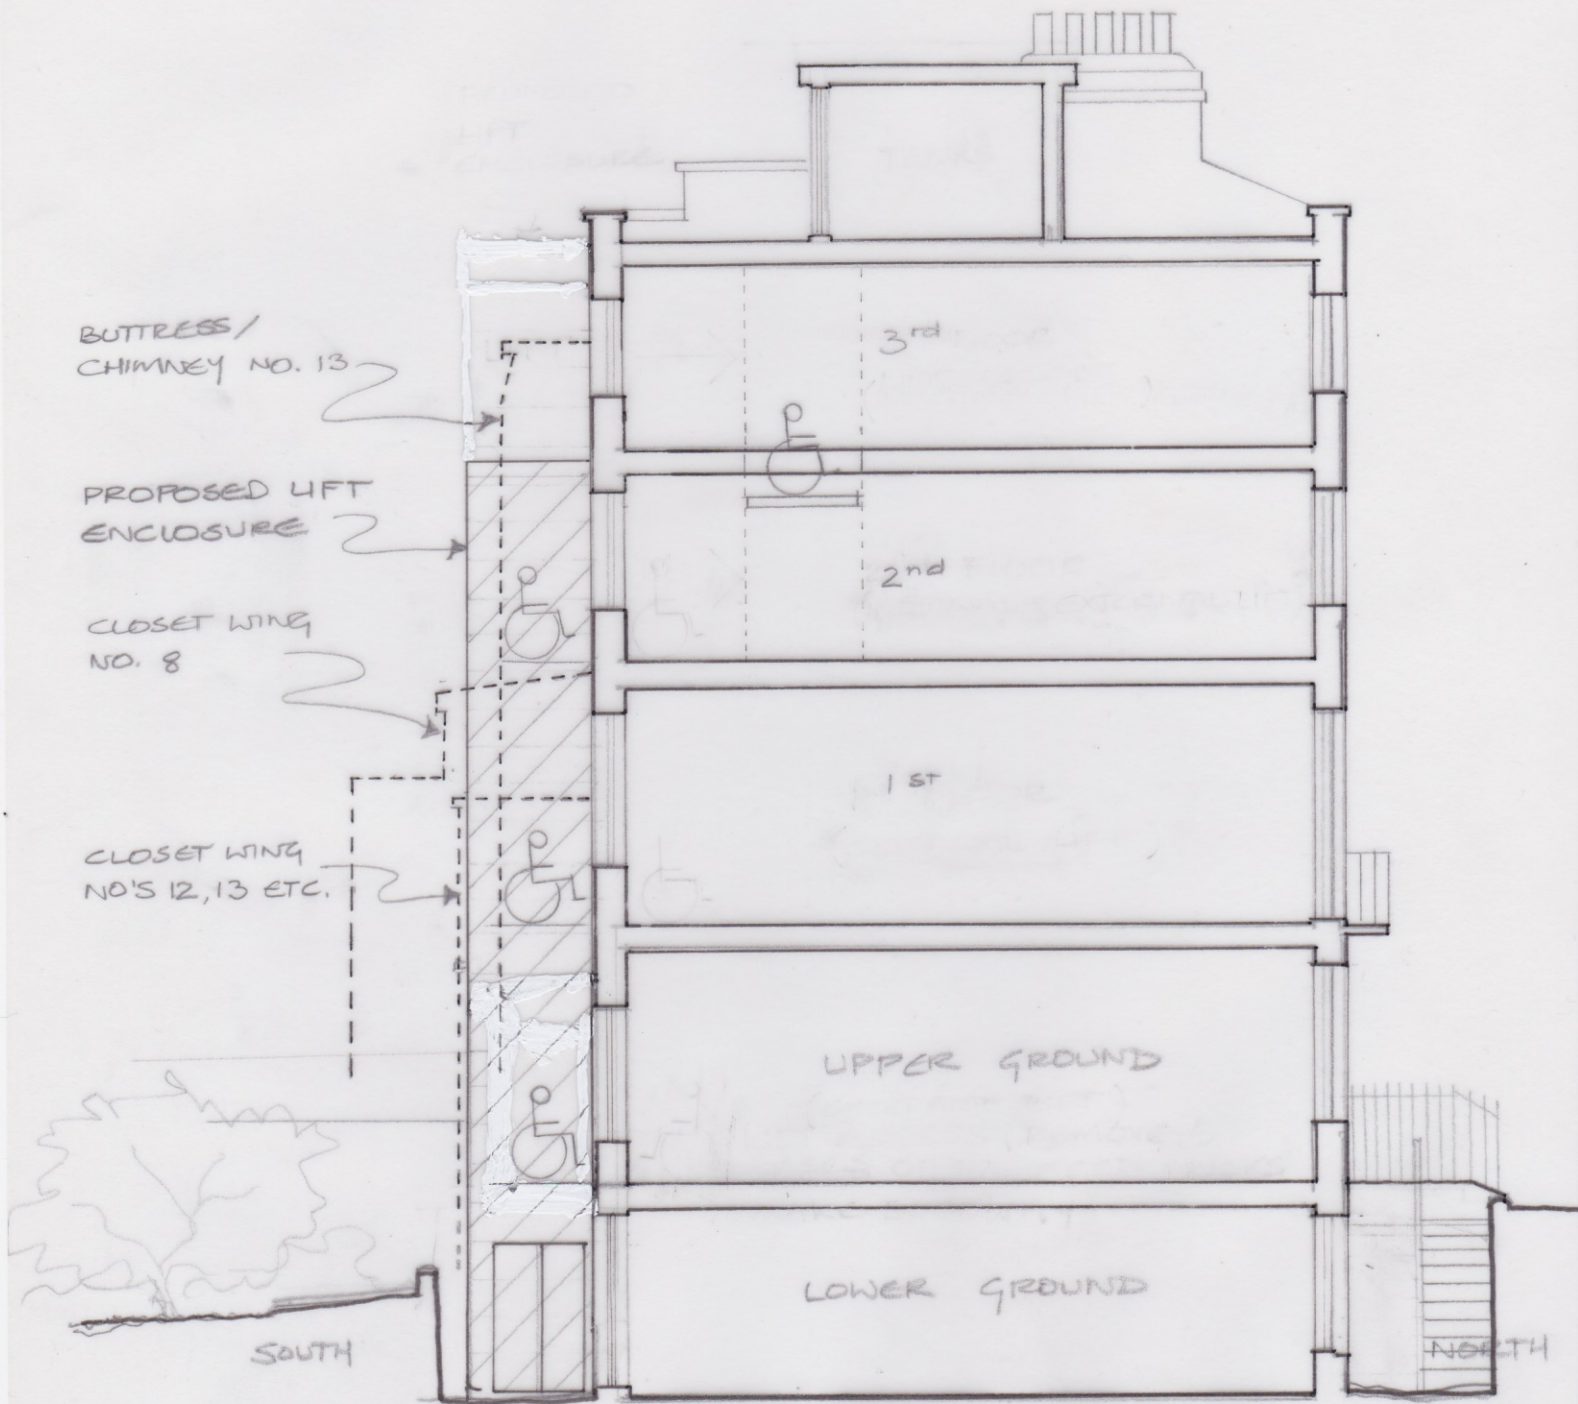 BUTTRESS/
CHIMNEY NO. 13
PROPOSED LIFT
ENCLOSURE
CLOSET WING
NO. 8
CLOSET WING
NO'S 12,13 ETC.
3rd
2nd
1st
UPPER GROUND
LOWER GROUND
SOUTH
NORTH